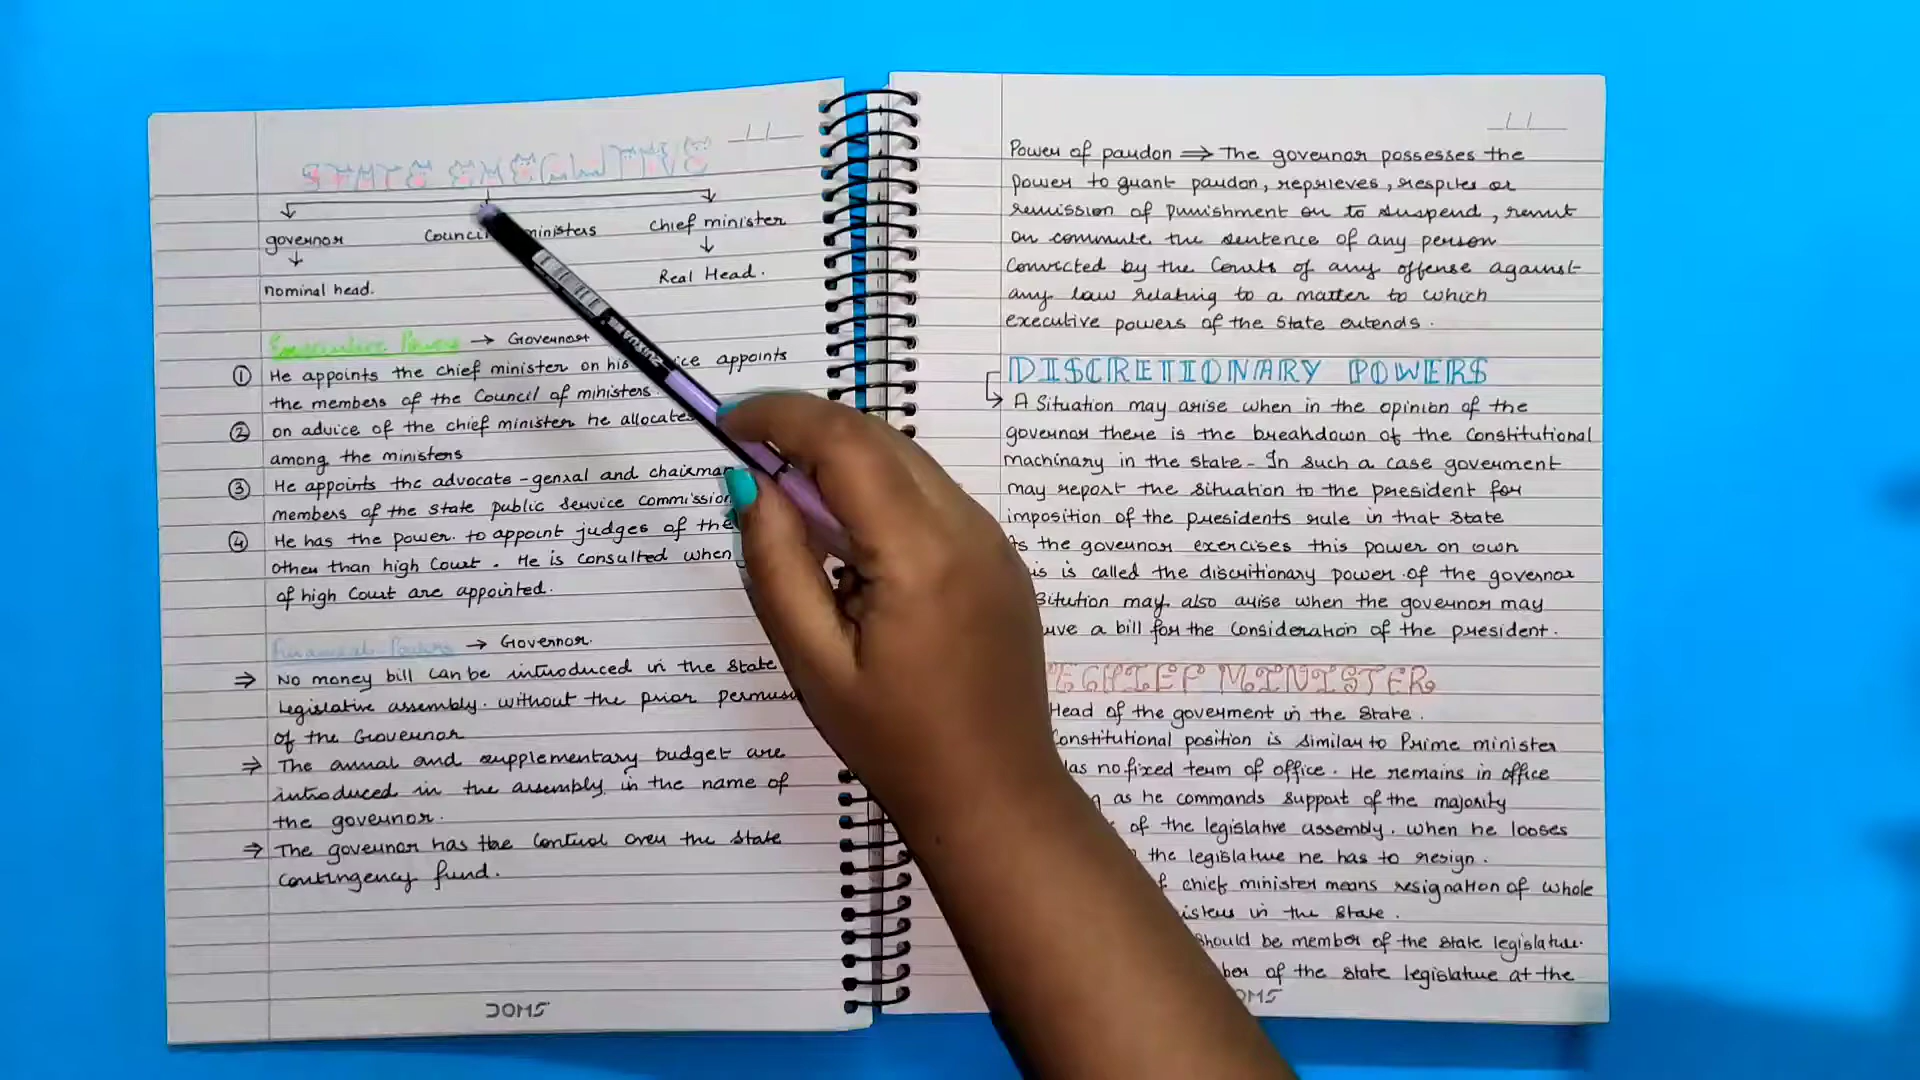 STATE EXECUTIVE
governor
Council ministers
chief minister
nominal head.
Real Head.
Executive Powers → Governor
① He appoints the chief minister on his appoints
the members of the Council of ministers.
② on advice of the chief minister he allocates
among the ministers
③ He appoints the advocate - genral and chairman
members of the state public service commission
④ He has the power. to appoint judges of the
other than high Court. He is consulted when
of high Court are appointed.
Financial Powers → Governor.
⇒ No money bill can be introduced in the State
legislative assembly. without the prior
of the Governor
⇒ The annual and supplementary budget are
introduced in the assembly in the name of
the governor.
⇒ The governor has the control over the state
contingency fund.
DOMS
Power of pardon ⇒ The governor possesses the
power to grant pardon, reprieves, respites or
remission of punishment or to suspend, remit
or commute the sentence of any person
convicted by the Courts of any offense against
any law relating to a matter to which
executive powers of the State extends.
DISCRETIONARY POWERS
A Situation may arise when in the opinion of the
governor there is the breakdown of the Constitutional
machinary in the state - In such a case goverment
may report the situation to the president for
imposition of the presidents rule in that State
the governor exercises this power on own
is called the discritionary power of the governor
may also arise when the governor may
a bill for the consideration of the president.
CHIEF MINISTER
Head of the goverment in the State.
Constitutional position is similar to Prime minister
no fixed term of office. He remains in office
as he commands support of the majority
of the legislative assembly. when he looses
the legislature he has to resign.
chief minister means resignation of whole
in the state.
should be member of the state legislature.
of the state legislature at the